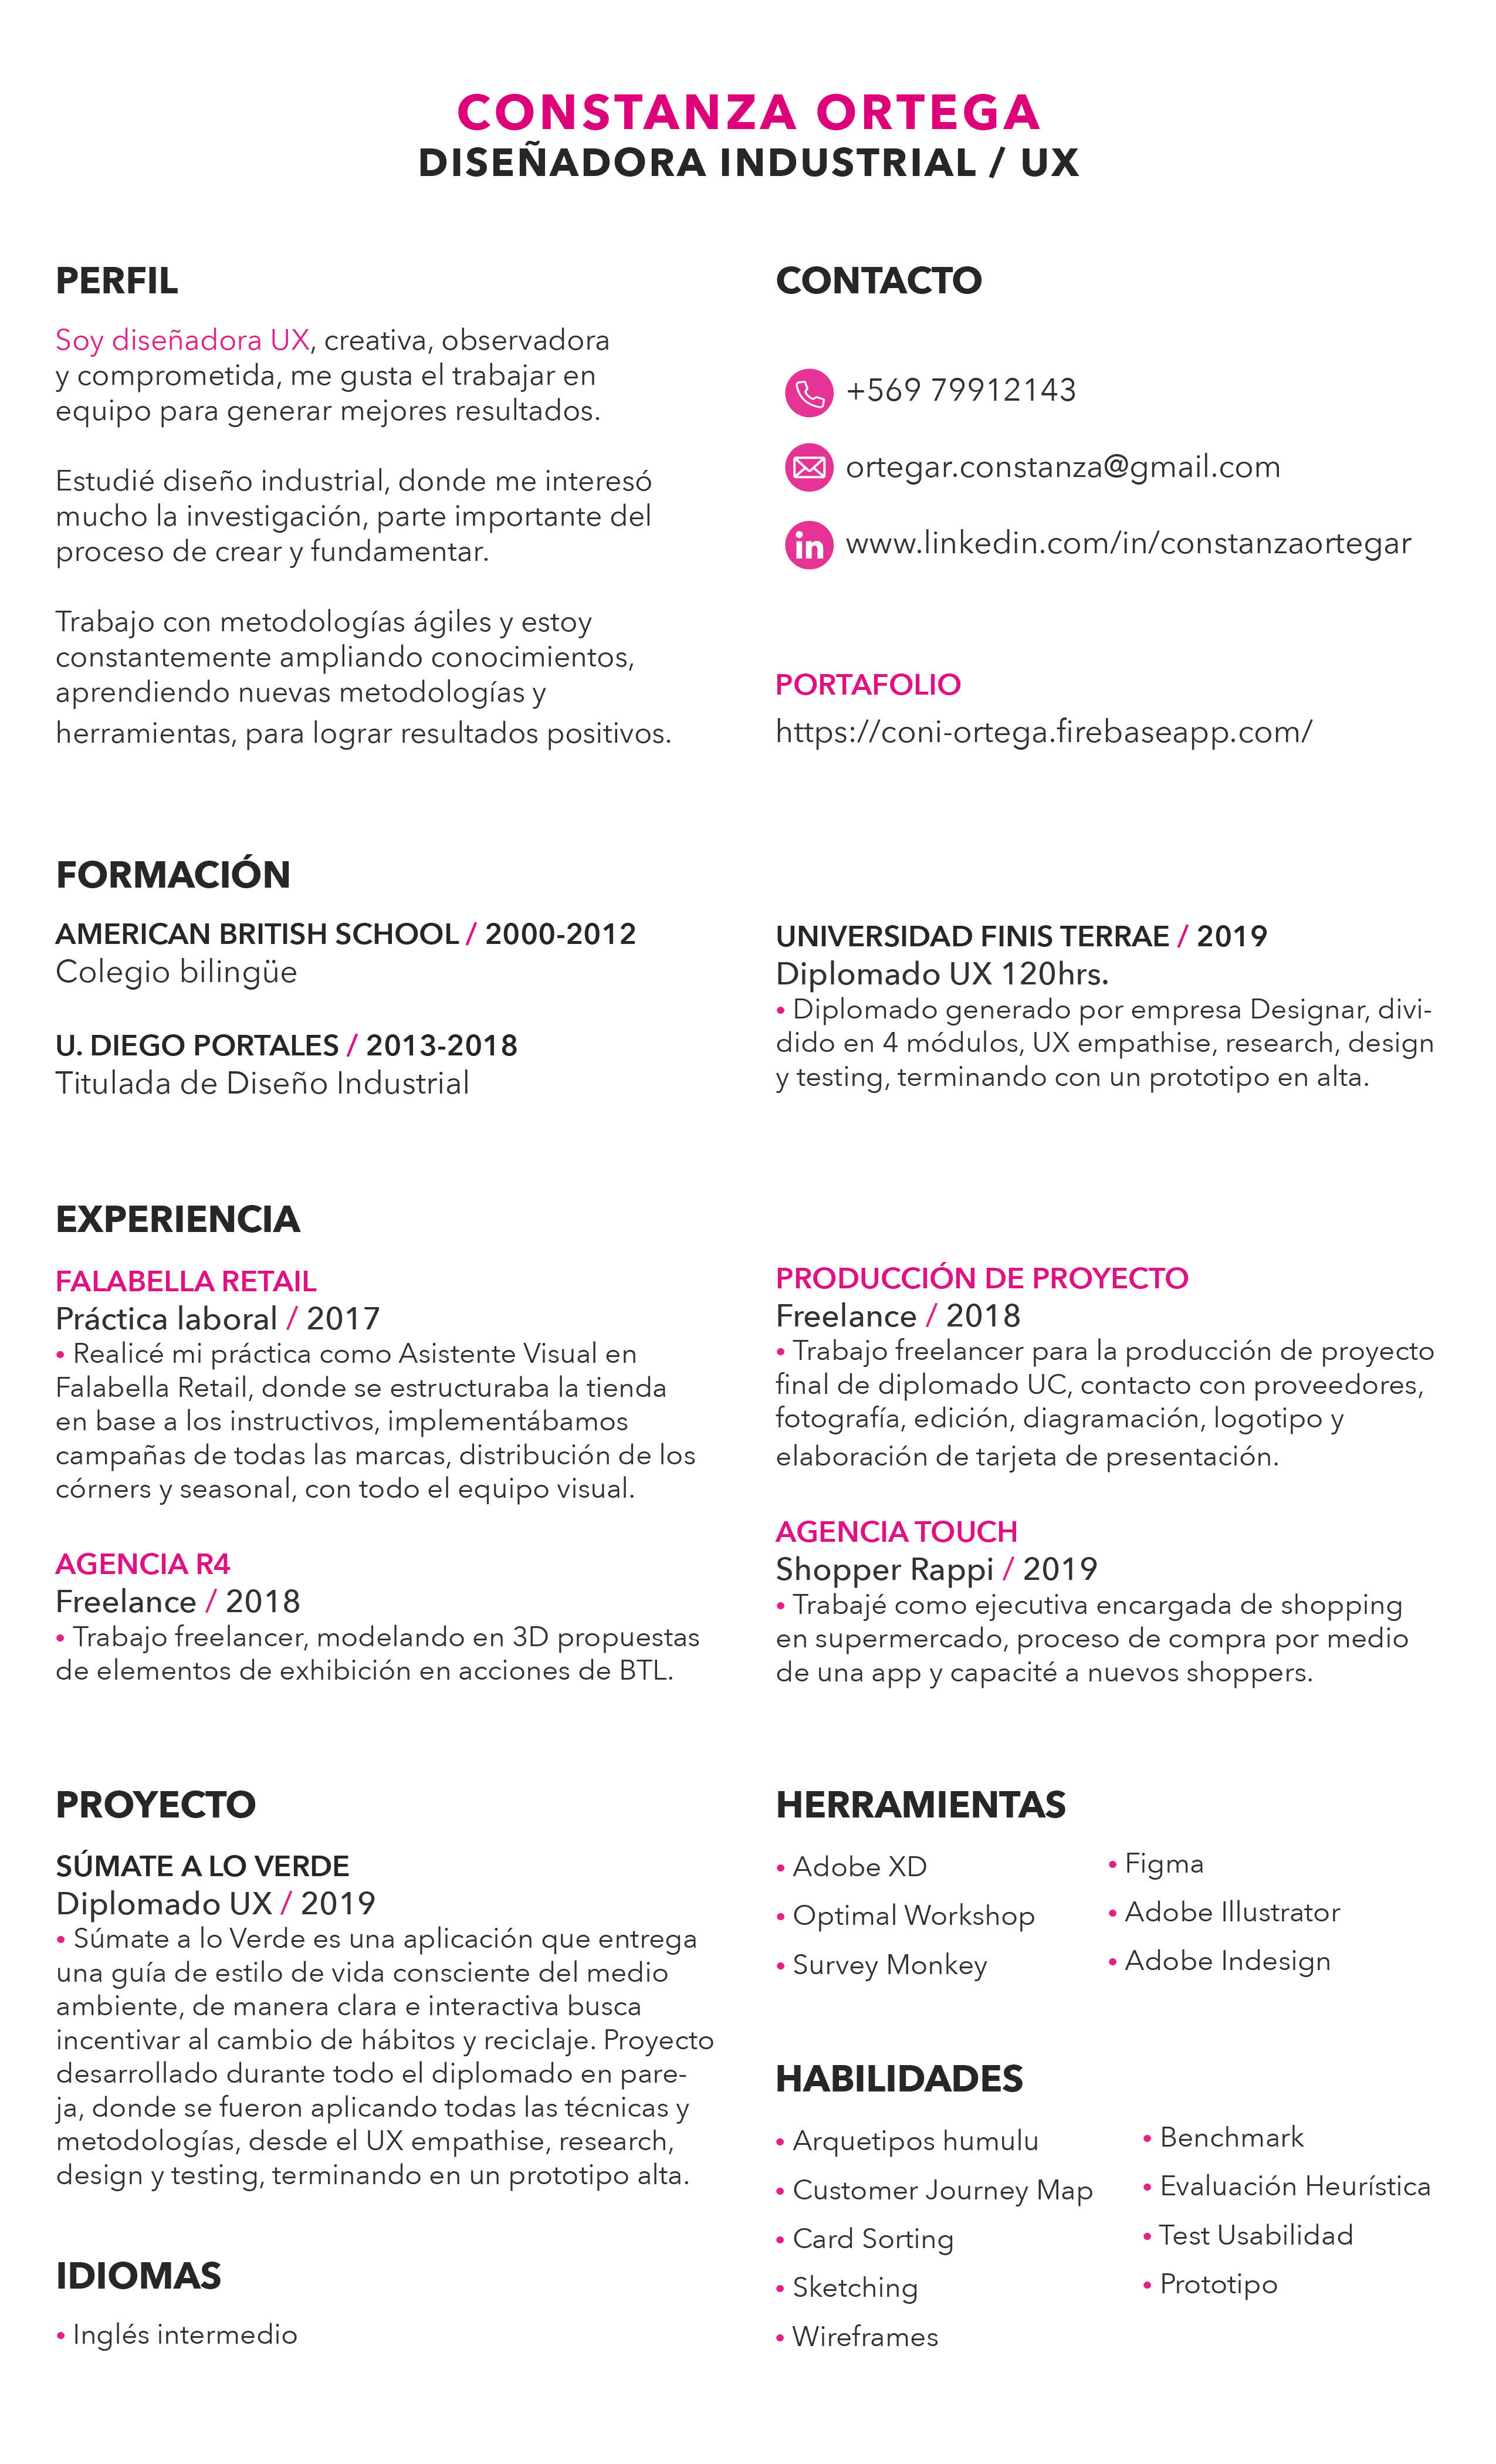 CONSTANZA ORTEGA
DISEÑADORA INDUSTRIAL / UX
PERFIL
Soy diseñadora UX, creativa, observadora
y comprometida, me gusta el trabajar en
equipo para generar mejores resultados.
Estudié diseño industrial, donde me interesó
mucho la investigación, parte importante del
proceso de crear y fundamentar.
Trabajo con metodologías ágiles y estoy
constantemente ampliando conocimientos,
aprendiendo nuevas metodologías y
herramientas, para lograr resultados positivos.
CONTACTO
+569 79912143
ortegar.constanza@gmail.com
in www.linkedin.com/in/constanzaortegar
PORTAFOLIO
https://coni-ortega.firebaseapp.com/
FORMACIÓN
AMERICAN BRITISH SCHOOL / 2000-2012
Colegio bilingüe
U. DIEGO PORTALES / 2013-2018
Titulada de Diseño Industrial
UNIVERSIDAD FINIS TERRAE / 2019
Diplomado UX 120hrs.
• Diplomado generado por empresa Designar, divi-
dido en 4 módulos, UX empathise, research, design
y testing, terminando con un prototipo en alta.
EXPERIENCIA
FALABELLA RETAIL
Práctica laboral / 2017
• Realicé mi práctica como Asistente Visual en
Falabella Retail, donde se estructuraba la tienda
en base a los instructivos, implementábamos
campañas de todas las marcas, distribución de los
córners y seasonal, con todo el equipo visual.
AGENCIA R4
Freelance / 2018
• Trabajo freelancer, modelando en 3D propuestas
de elementos de exhibición en acciones de BTL.
PRODUCCIÓN DE PROYECTO
Freelance / 2018
• Trabajo freelancer para la producción de proyecto
final de diplomado UC, contacto con proveedores,
fotografía, edición, diagramación, logotipo y
elaboración de tarjeta de presentación.
AGENCIA TOUCH
Shopper Rappi / 2019
• Trabajé como ejecutiva encargada de shopping
en supermercado, proceso de compra por medio
de una app y capacité a nuevos shoppers.
PROYECTO
SÚMATE A LO VERDE
Diplomado UX / 2019
• Súmate a lo Verde es una aplicación que entrega
una guía de estilo de vida consciente del medio
ambiente, de manera clara e interactiva busca
incentivar al cambio de hábitos y reciclaje. Proyecto
desarrollado durante todo el diplomado en pare-
ja, donde se fueron aplicando todas las técnicas y
metodologías, desde el UX empathise, research,
design y testing, terminando en un prototipo alta.
IDIOMAS
• Inglés intermedio
HERRAMIENTAS
• Adobe XD
• Optimal Workshop
• Survey Monkey
• Figma
• Adobe Illustrator
• Adobe Indesign
HABILIDADES
• Arquetipos humulu
• Customer Journey Map
• Card Sorting
• Sketching
• Wireframes
• Benchmark
• Evaluación Heurística
• Test Usabilidad
• Prototipo